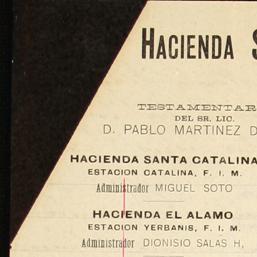 HACIENDA
TESTAMENTAR
DEL SR. LIC.
D. PABLO MARTINEZ D
HACIENDA SANTA CATALINA
ESTACION CATALINA, F. I. M.
Administrador MIGUEL SOTO
HACIENDA EL ALAMO
ESTACION YERBANIS, F. I. M.
Administrador DIONISIO SALAS H,